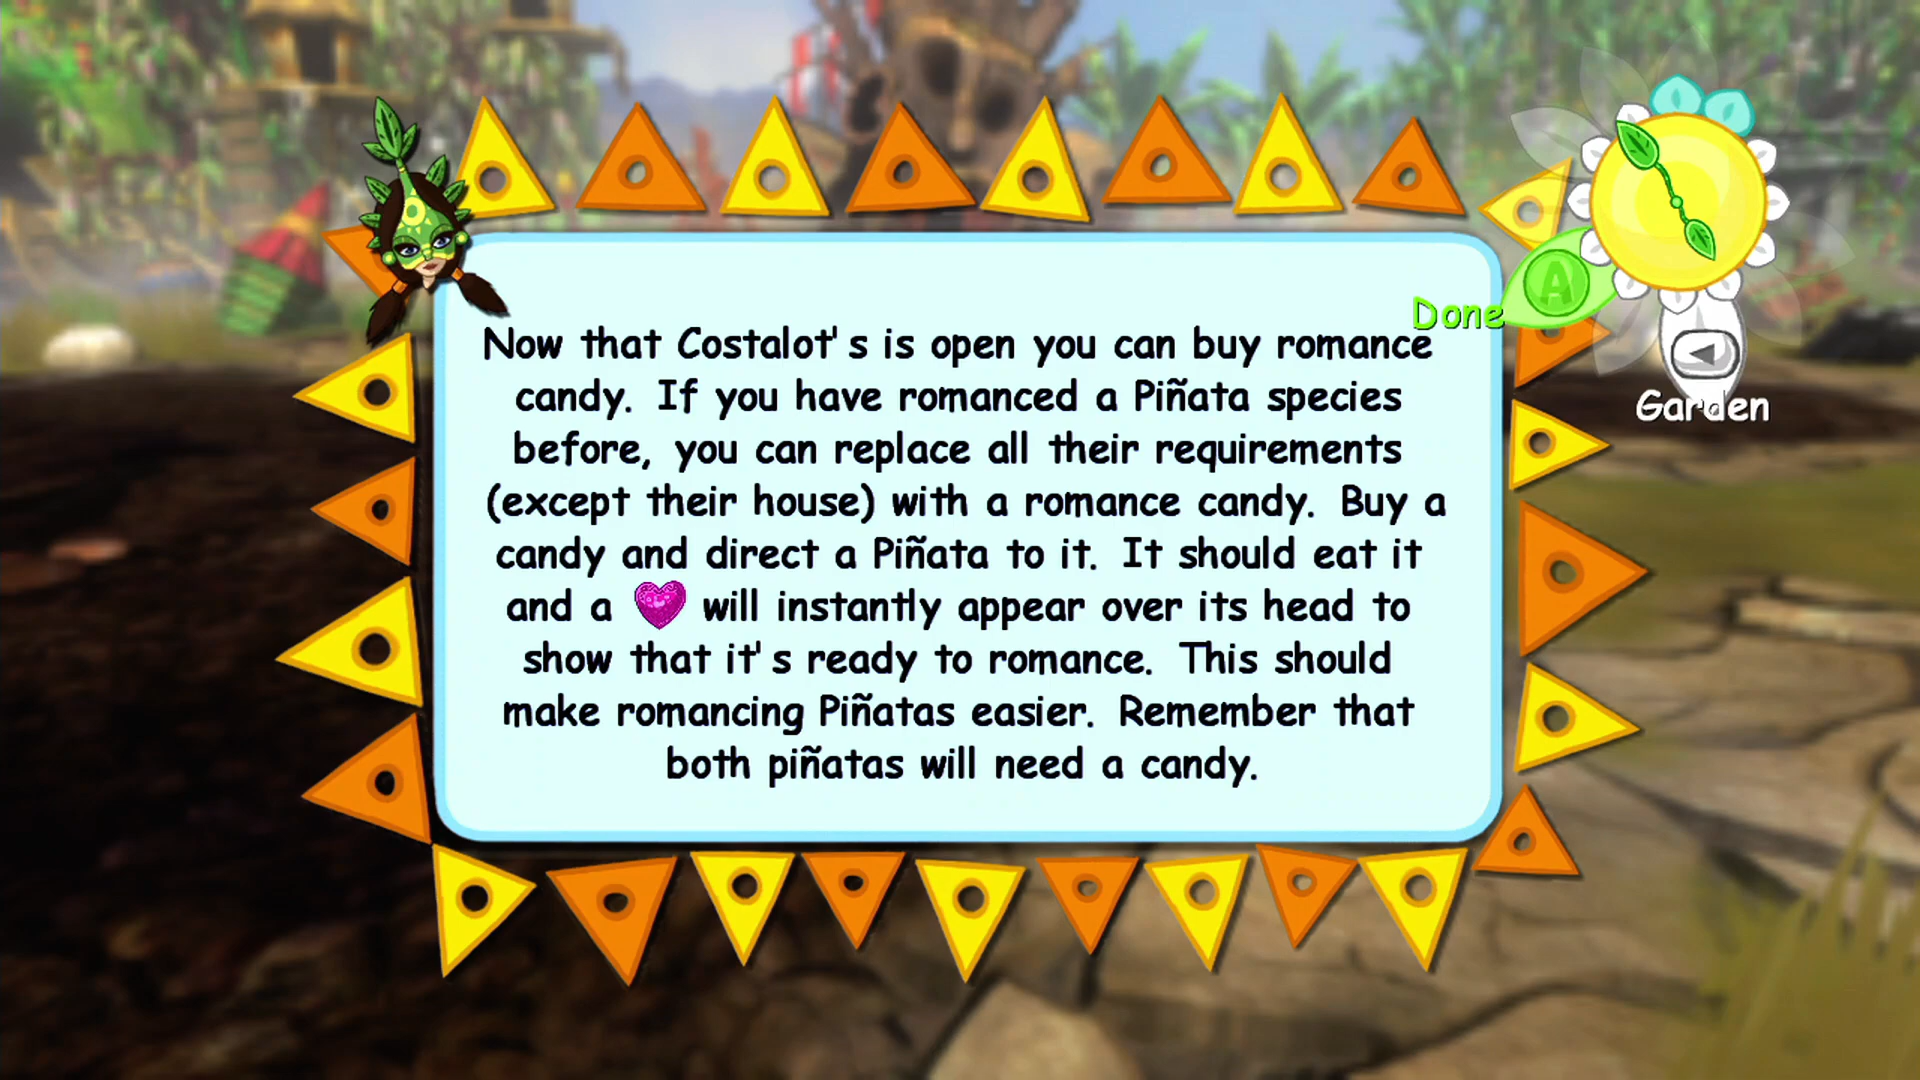 Now that Costalot's is open you can buy romance
candy. If you have romanced a Piñata species
before, you can replace all their requirements
(except their house) with a romance candy. Buy a
candy and direct a Piñata to it. It should eat it
and a will instantly appear over its head to
show that it's ready to romance. This should
make romancing Piñatas easier. Remember that
both piñatas will need a candy.
Done
A
Garden